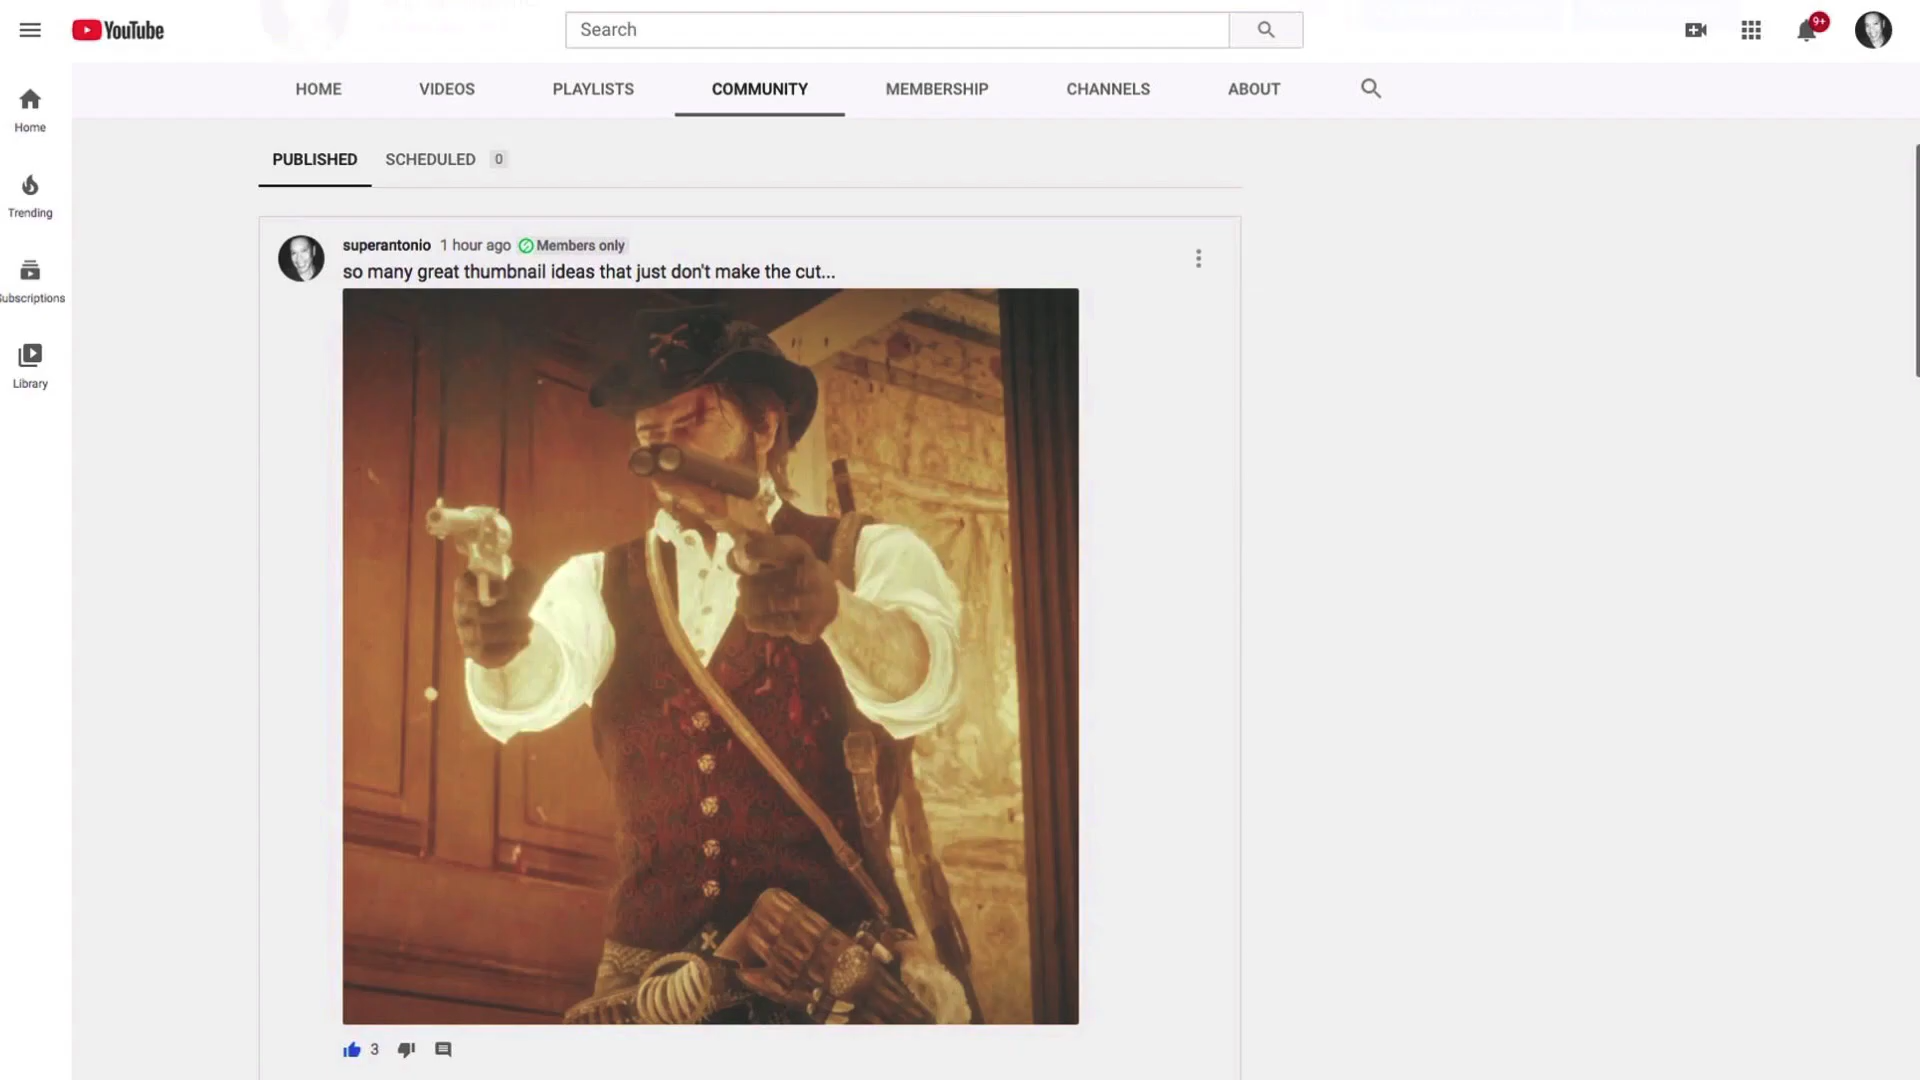 YouTube
Search
9+
HOME VIDEOS PLAYLISTS COMMUNITY MEMBERSHIP CHANNELS ABOUT
Home
Trending
Subscriptions
Library
PUBLISHED SCHEDULED 0
superantonio 1 hour ago Members only
so many great thumbnail ideas that just don't make the cut...
3